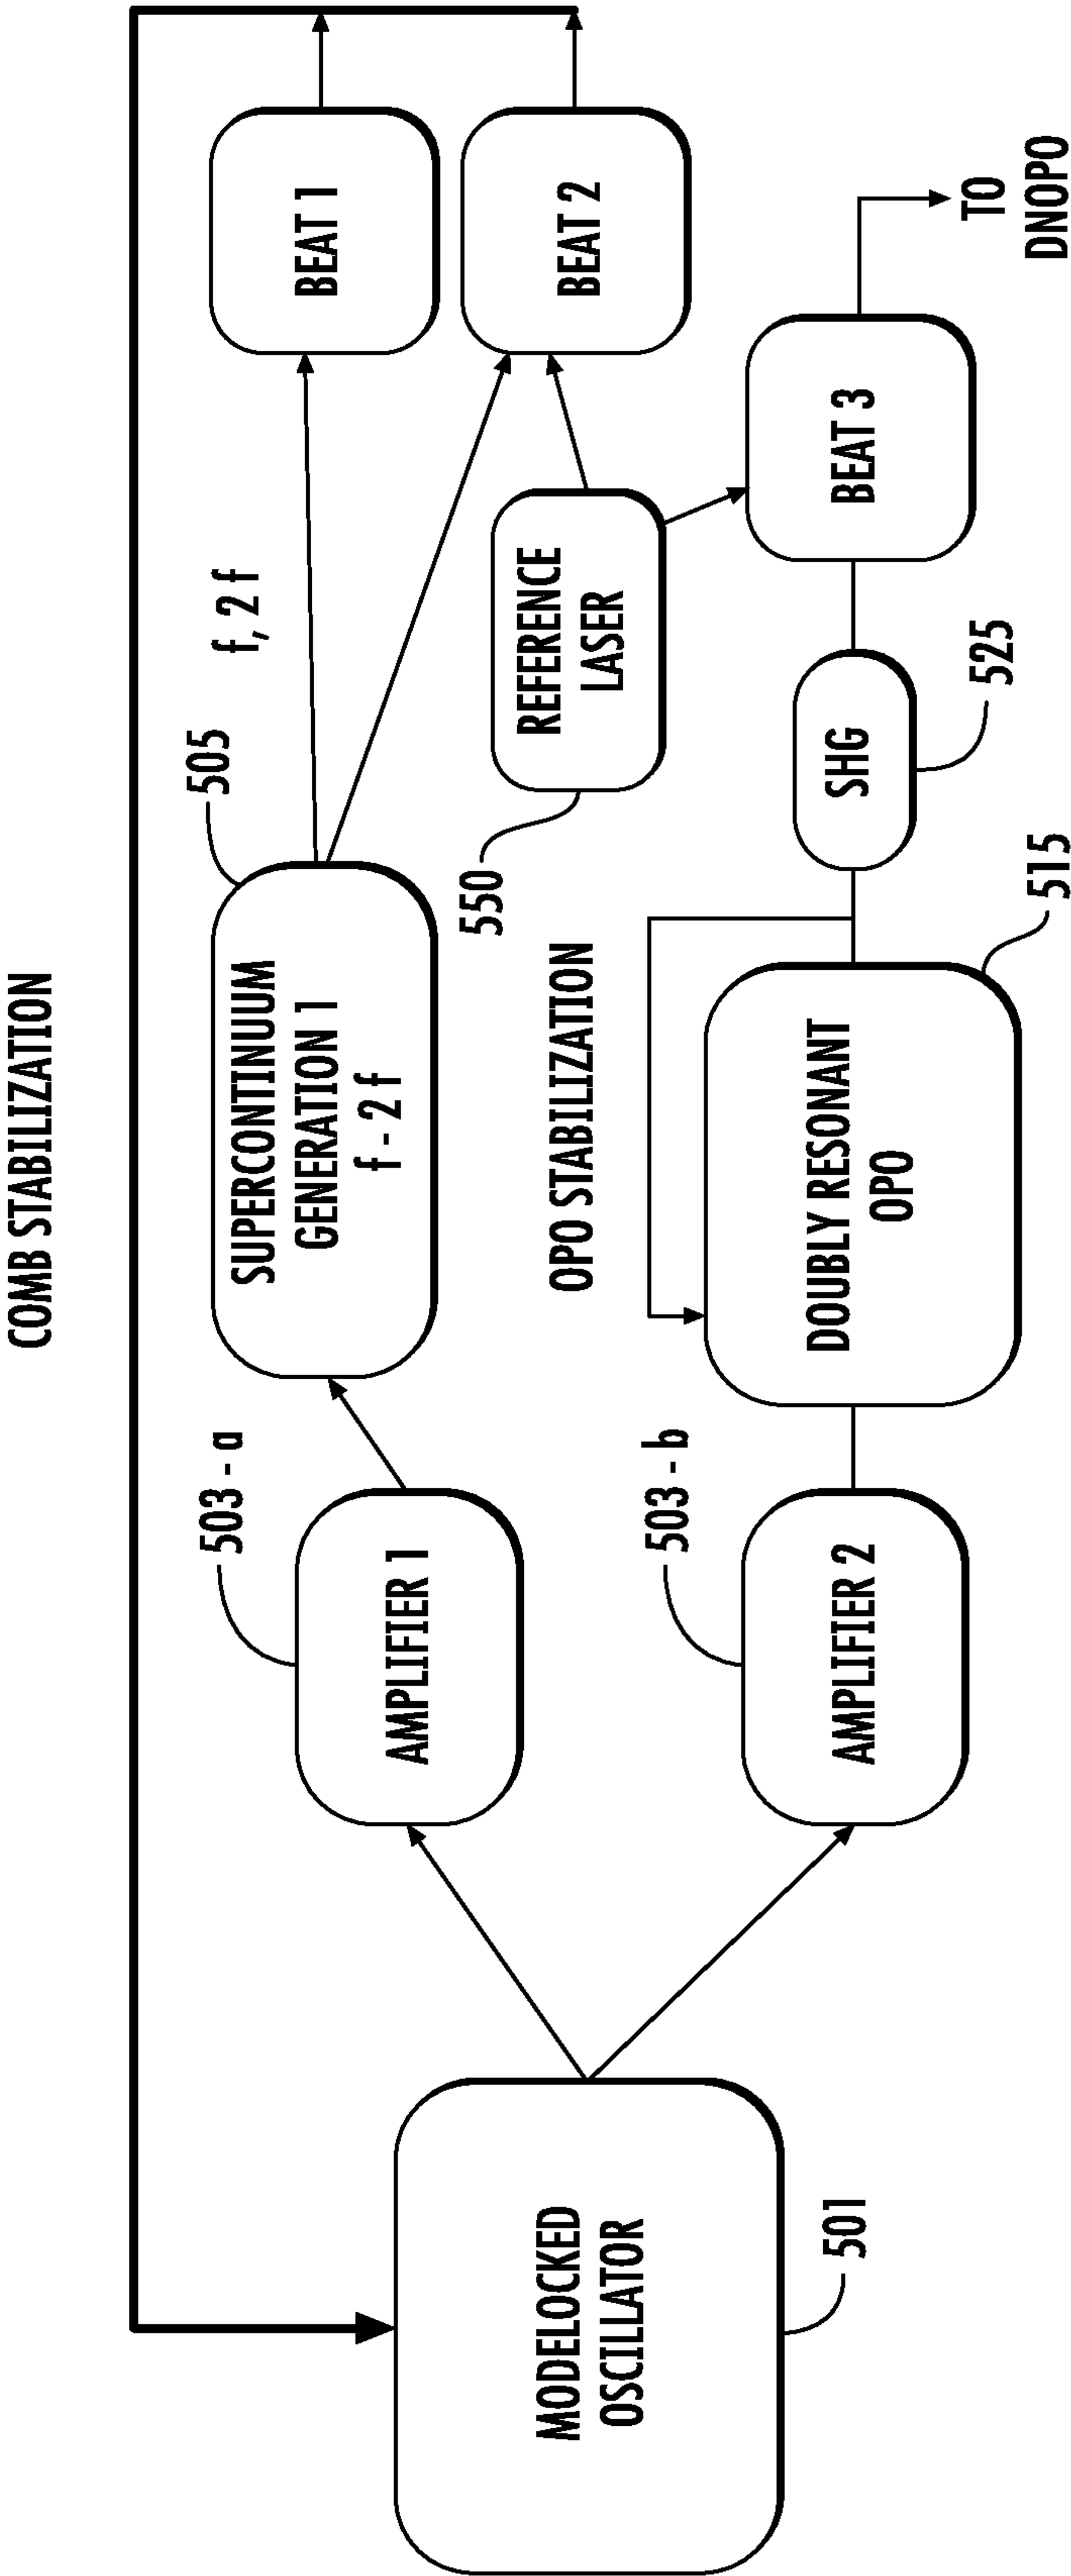 COMB STABILIZATION
BEAT 1
f, 2 f
505
SUPERCONTINUUM
GENERATION 1
f - 2 f
503 - a
AMPLIFIER 1
BEAT 2
REFERENCE
LASER
550
OPO STABILIZATION
MODELOCKED
OSCILLATOR
501
503 - b
AMPLIFIER 2
DOUBLY RESONANT
OPO
515
SHG
525
BEAT 3
TO
DNOPO